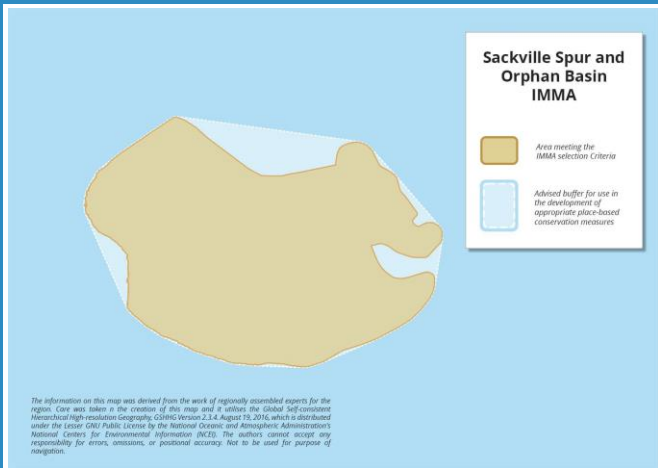 Sackville Spur and
Orphan Basin
IMMA
Area meeting the
IMMA selection Criteria
Advised buffer for use in
the development of
appropriate place-based
conservation measures
The information on this map was derived from the work of regionally assembled experts for the
region. Care was taken n the creation of this map and it utilises the Global Self-consistent
Hierarchical High-resolution Geography, GSHHG Version 2.3.4. August 19, 2016, which is distributed
under the Lesser GNU Public License by the National Oceanic and Atmospheric Administration's
National Centers for Environmental Information (NCEI). The authors cannot accept any
responsibility for errors, omissions, or positional accuracy. Not to be used for purpose of
navigation.